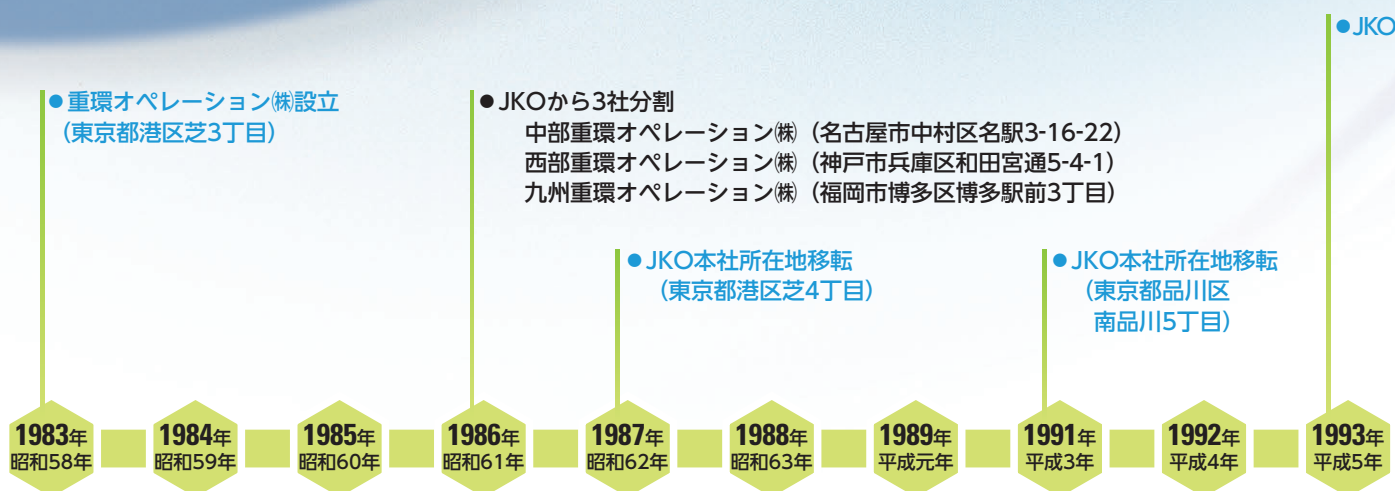 ●JKO
●重環オペレーション㈱設立
（東京都港区芝3丁目）
●JKOから3社分割
中部重環オペレーション㈱（名古屋市中村区名駅3-16-22）
西部重環オペレーション㈱（神戸市兵庫区和田宮通5-4-1）
九州重環オペレーション㈱（福岡市博多区博多駅前3丁目）
●JKO本社所在地移転
（東京都港区芝4丁目）
●JKO本社所在地移転
（東京都品川区
南品川5丁目）
1983年
昭和58年
1984年
昭和59年
1985年
昭和60年
1986年
昭和61年
1987年
昭和62年
1988年
昭和63年
1989年
平成元年
1991年
平成3年
1992年
平成4年
1993年
平成5年